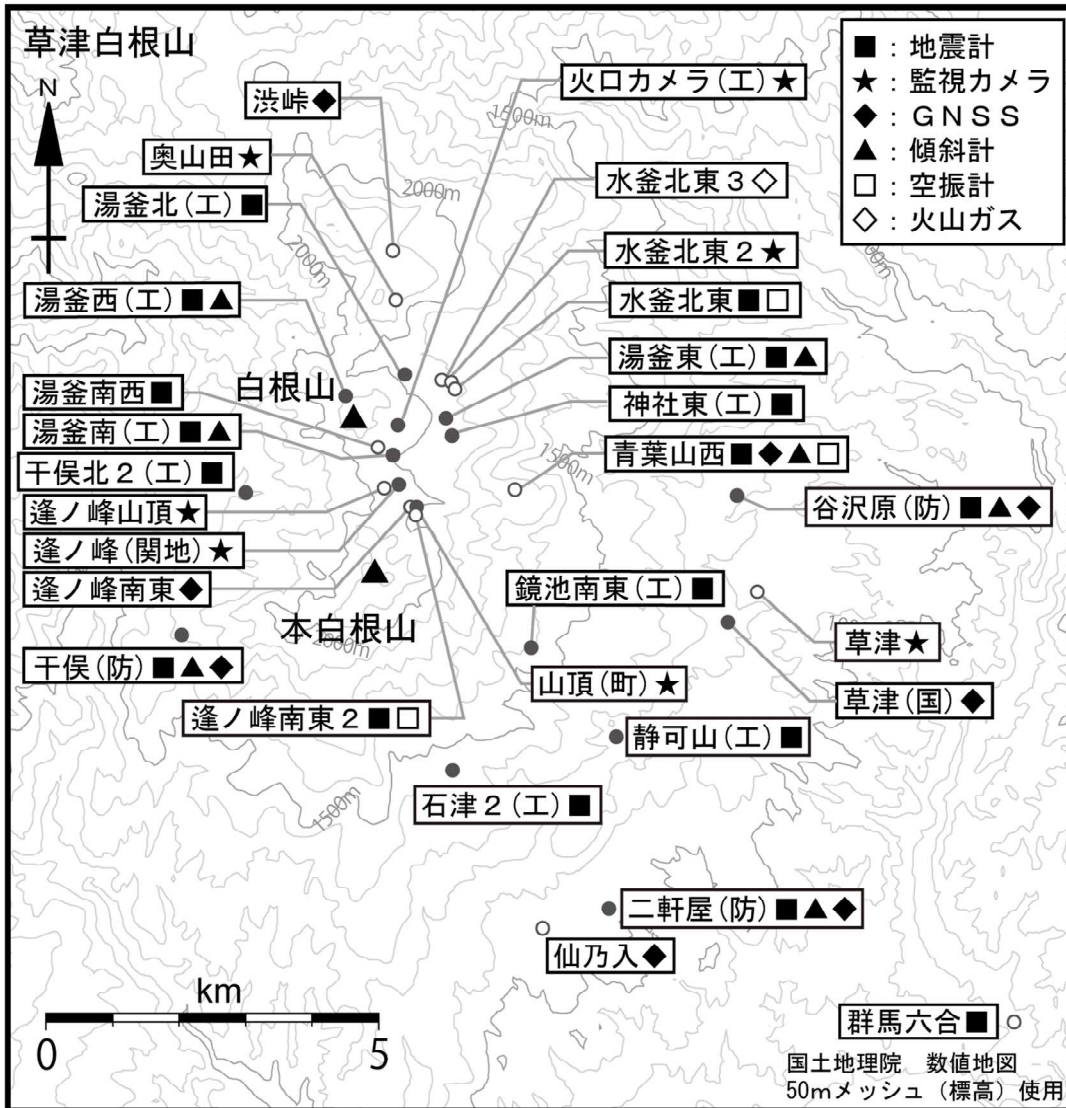 草津白根山
N
■：地震計
★：監視カメラ
◆：ＧＮＳＳ
▲：傾斜計
□：空振計
◇：火山ガス
渋峠◆
火口カメラ(工)★
1500m
奥山田★
2000m
水釜北東３◇
湯釜北(工)■
2000m
水釜北東２★
湯釜西(工)■▲
水釜北東■□
湯釜東(工)■▲
白根山
湯釜南西■
神社東(工)■
湯釜南(工)■▲
青葉山西■◆▲□
1500m
干俣北２(工)■
谷沢原(防)■▲◆
逢ノ峰山頂★
逢ノ峰(関地)★
逢ノ峰南東◆
鏡池南東(工)■
本白根山
2000m
草津★
干俣(防)■▲◆
山頂(町)★
草津(国)◆
逢ノ峰南東２■□
静可山(工)■
1500m
石津２(工)■
二軒屋(防)■▲◆
仙乃入◆
km
0 5
群馬六合■
国土地理院　数値地図
50mメッシュ（標高）使用